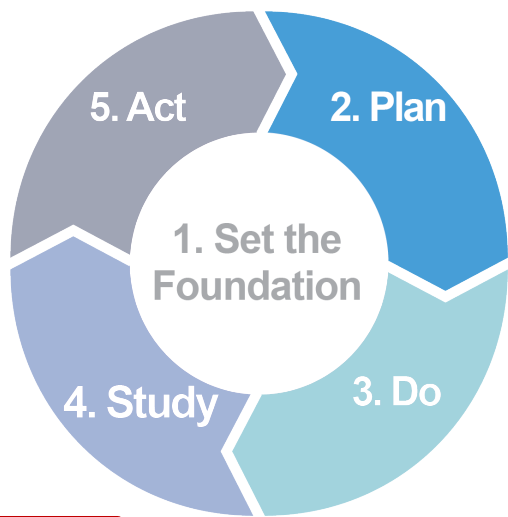 1. Set the
Foundation
2. Plan
3. Do
4. Study
5. Act